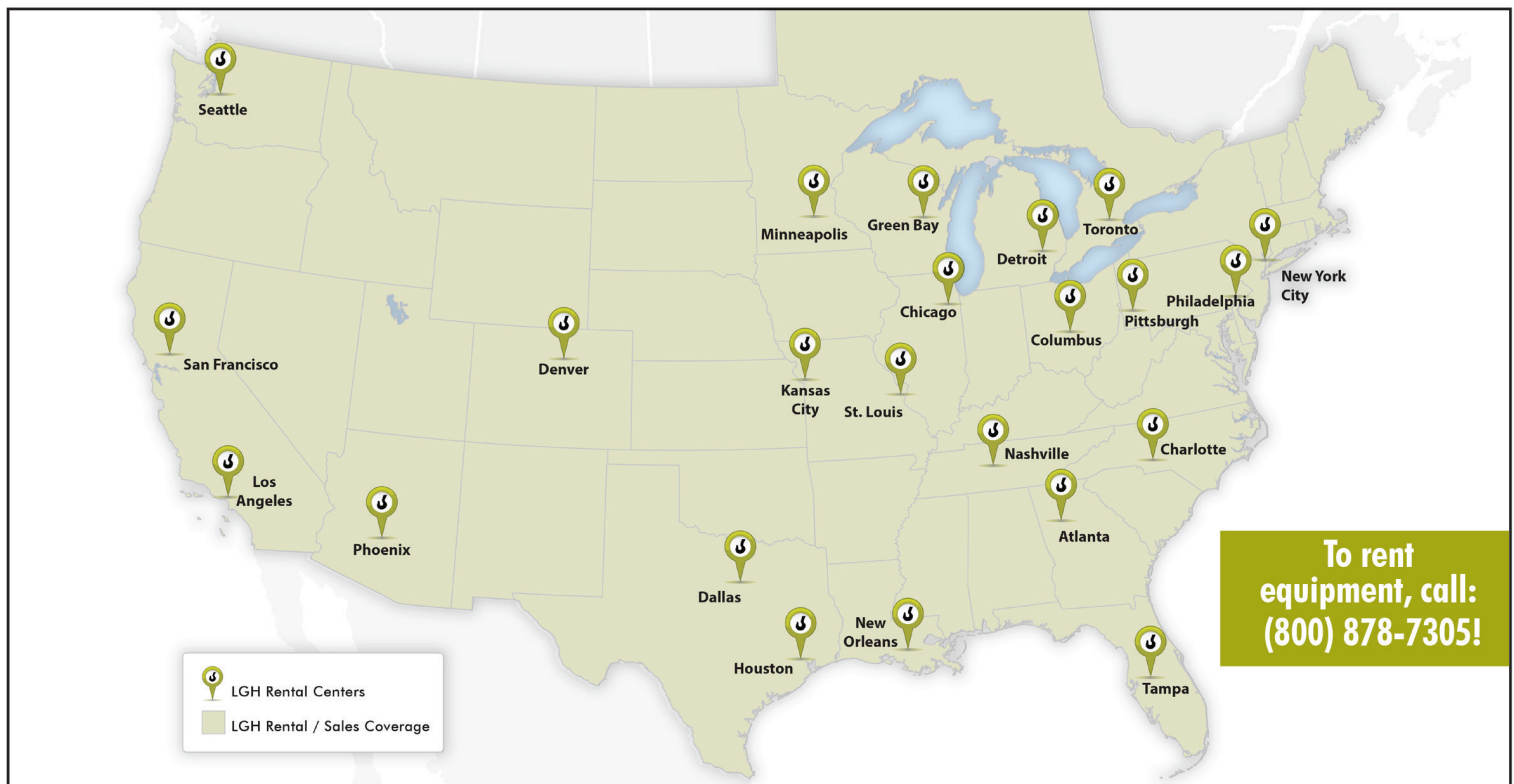 Seattle
Minneapolis
Green Bay
Toronto
Detroit
New York
City
Philadelphia
Chicago
Pittsburgh
Columbus
San Francisco
Denver
Kansas
City
St. Louis
Nashville
Charlotte
Los
Angeles
Phoenix
Atlanta
Dallas
New
Orleans
Houston
Tampa
To rent
equipment, call:
(800) 878-7305!
LGH Rental Centers
LGH Rental / Sales Coverage